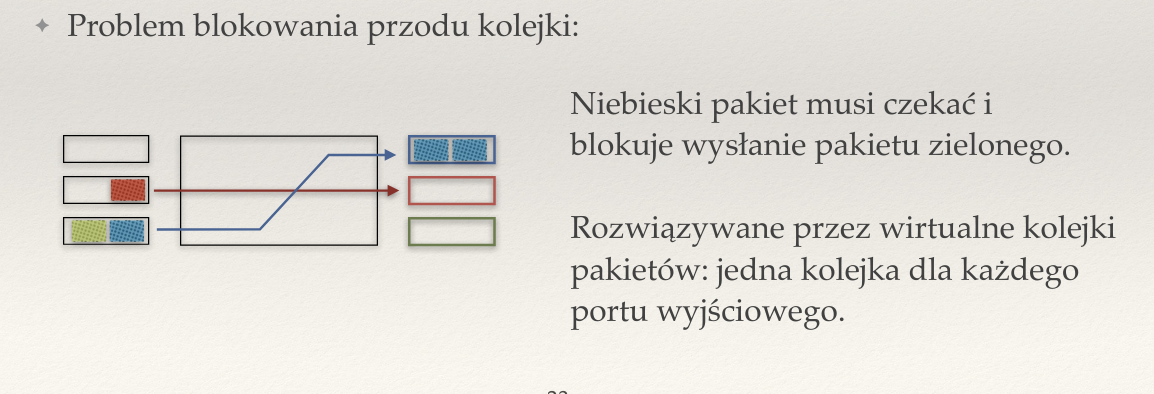 Problem blokowania przodu kolejki:
Niebieski pakiet musi czekać i
blokuje wysłanie pakietu zielonego.
Rozwiązywane przez wirtualne kolejki
pakietów: jedna kolejka dla każdego
portu wyjściowego.